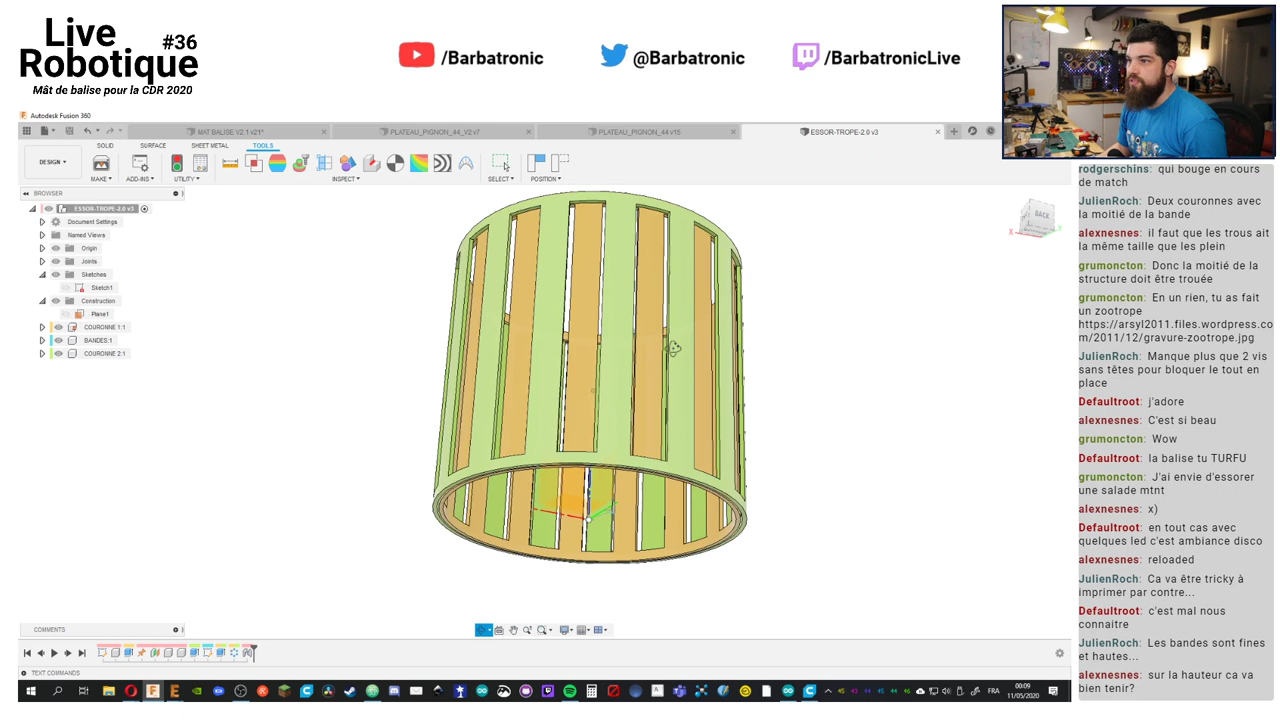 Live
Robotique #36
Mât de balise pour la CDR 2020
/Barbatronic
@Barbatronic
/BarbatronicLive
Autodesk Fusion 360
MAT BALISE V2.1 v21*
PLATEAU_PIGNON_44_V2 v7
PLATEAU_PIGNON_44 v15
ESSOR-TROPE-2.0 v3
SOLID
SURFACE
SHEET METAL
TOOLS
DESIGN
MAKE
ADD-INS
UTILITY
INSPECT
SELECT
POSITION
BROWSER
ESSOR-TROPE-2.0 v3
Document Settings
Named Views
Origin
Joints
Sketches
Sketch1
Construction
Plane1
COURONNE 1:1
BANDES:1
COURONNE 2:1
BACK
COMMENTS
TEXT COMMANDS
rodgerschins: qui bouge en cours
de match
JulienRoch: Deux couronnes avec
la moitié de la bande
alexnesnes: il faut que les trous ait
la même taille que les plein
grumoncton: Donc la moitié de la
structure doit être trouée
grumoncton: En un rien, tu as fait
un zootrope
https://arsyl2011.files.wordpress.co
m/2011/12/gravure-zootrope.jpg
JulienRoch: Manque plus que 2 vis
sans têtes pour bloquer le tout en
place
Defaultroot: j'adore
alexnesnes: C'est si beau
grumoncton: Wow
Defaultroot: la balise tu TURFU
grumoncton: J'ai envie d'essorer
une salade mtnt
alexnesnes: x)
Defaultroot: en tout cas avec
quelques led c'est ambiance disco
alexnesnes: reloaded
JulienRoch: Ca va être tricky à
imprimer par contre...
Defaultroot: c'est mal nous
connaitre
JulienRoch: Les bandes sont fines
et hautes...
alexnesnes: sur la hauteur ca va
bien tenir?
FRA
00:09
11/05/2020